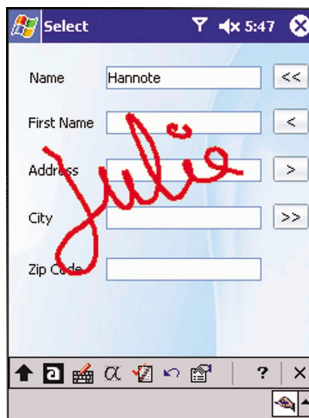 Select 5:47
Name Hannote <<
First Name <
Address >
City >>
Zip Code
Julie
a α ? ×